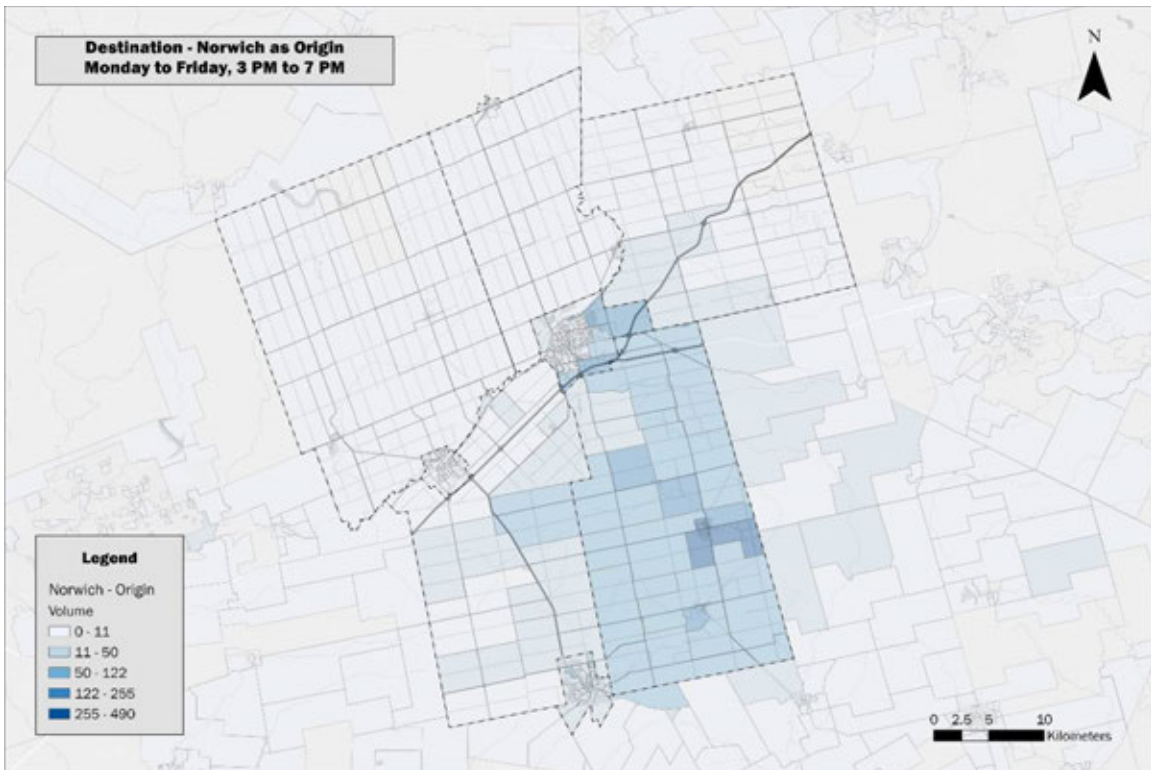 Destination - Norwich as Origin
Monday to Friday, 3 PM to 7 PM
N
Legend
Norwich - Origin
Volume
0 - 11
11 - 50
50 - 122
122 - 255
255 - 490
0 2.5 5 10
Kilometers